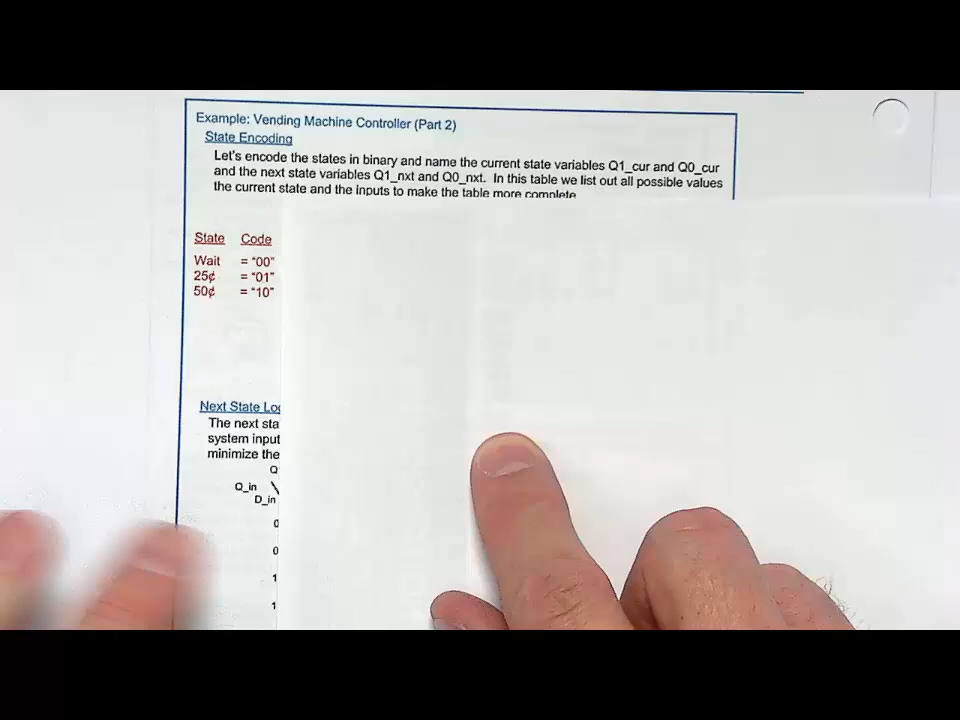 Example: Vending Machine Controller (Part 2)
State Encoding
Let's encode the states in binary and name the current state variables Q1_cur and Q0_cur
and the next state variables Q1_nxt and Q0_nxt. In this table we list out all possible values
the current state and the inputs to make the table more complete
State Code
Wait = "00"
25¢ = "01"
50¢ = "10"
Next State
The next
system input
minimize the
Q
Q_in
D_in
0
0
1
1